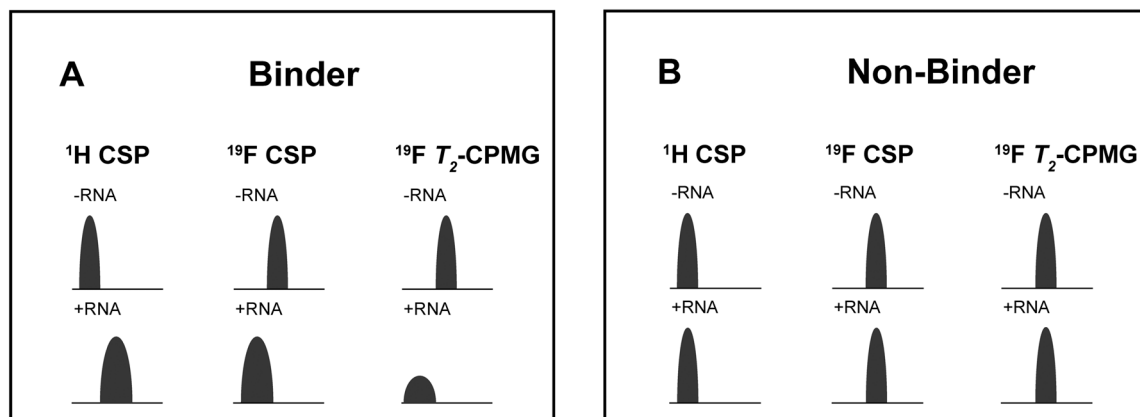 A Binder
¹H CSP ¹⁹F CSP ¹⁹F T₂-CPMG
-RNA -RNA -RNA
+RNA +RNA +RNA
B Non-Binder
¹H CSP ¹⁹F CSP ¹⁹F T₂-CPMG
-RNA -RNA -RNA
+RNA +RNA +RNA